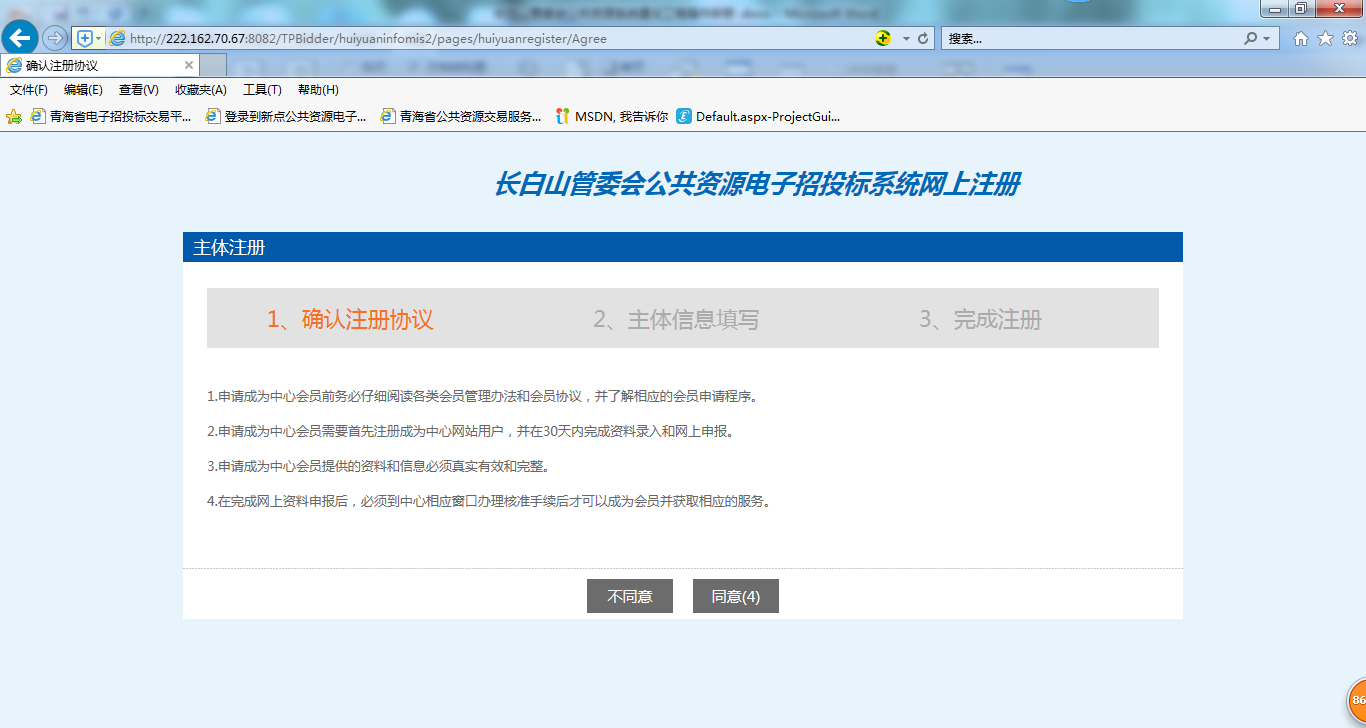 http://222.162.70.67:8082/TPBidder/huiyuaninfomis2/pages/huiyuanregister/Agree
搜索...
确认注册协议
文件(F) 编辑(E) 查看(V) 收藏夹(A) 工具(T) 帮助(H)
青海省电子招投标交易平... 登录到新点公共资源电子... 青海省公共资源交易服务... MSDN, 我告诉你 Default.aspx-ProjectGui...
长白山管委会公共资源电子招投标系统网上注册
主体注册
1、确认注册协议 2、主体信息填写 3、完成注册
1.申请成为中心会员前务必仔细阅读各类会员管理办法和会员协议，并了解相应的会员申请程序。
2.申请成为中心会员需要首先注册成为中心网站用户，并在30天内完成资料录入和网上申报。
3.申请成为中心会员提供的资料和信息必须真实有效和完整。
4.在完成网上资料申报后，必须到中心相应窗口办理核准手续后才可以成为会员并获取相应的服务。
不同意 同意(4)
86